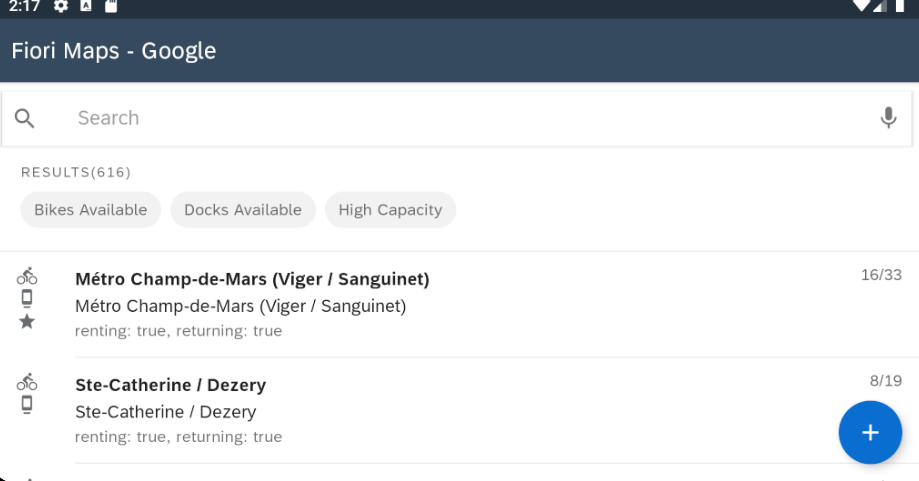 2:17
Fiori Maps - Google
Search
RESULTS(616)
Bikes Available Docks Available High Capacity
Métro Champ-de-Mars (Viger / Sanguinet) 16/33
Métro Champ-de-Mars (Viger / Sanguinet)
renting: true, returning: true
Ste-Catherine / Dezery 8/19
Ste-Catherine / Dezery
renting: true, returning: true